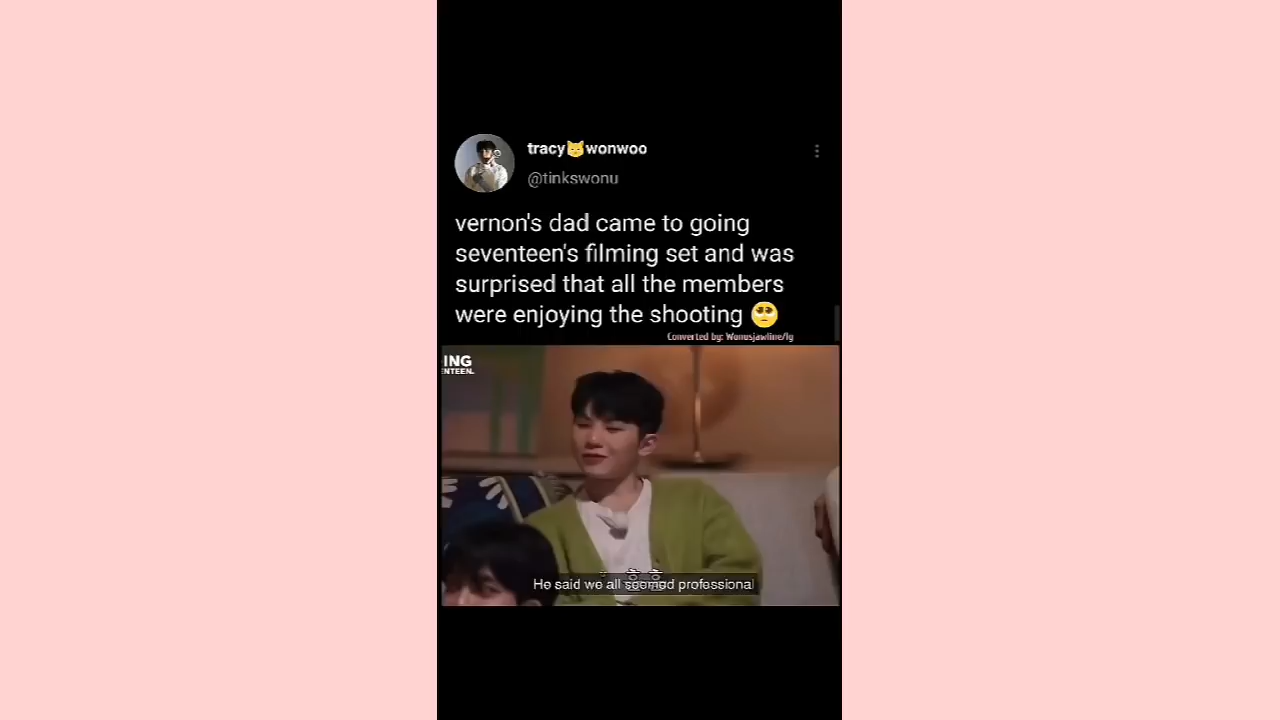 tracy🐱wonwoo
@tinkswonu
vernon's dad came to going
seventeen's filming set and was
surprised that all the members
were enjoying the shooting 🥺
Converted by: Wonusjawline/Ig
ING
NTEEN.
He said we all seemed professional